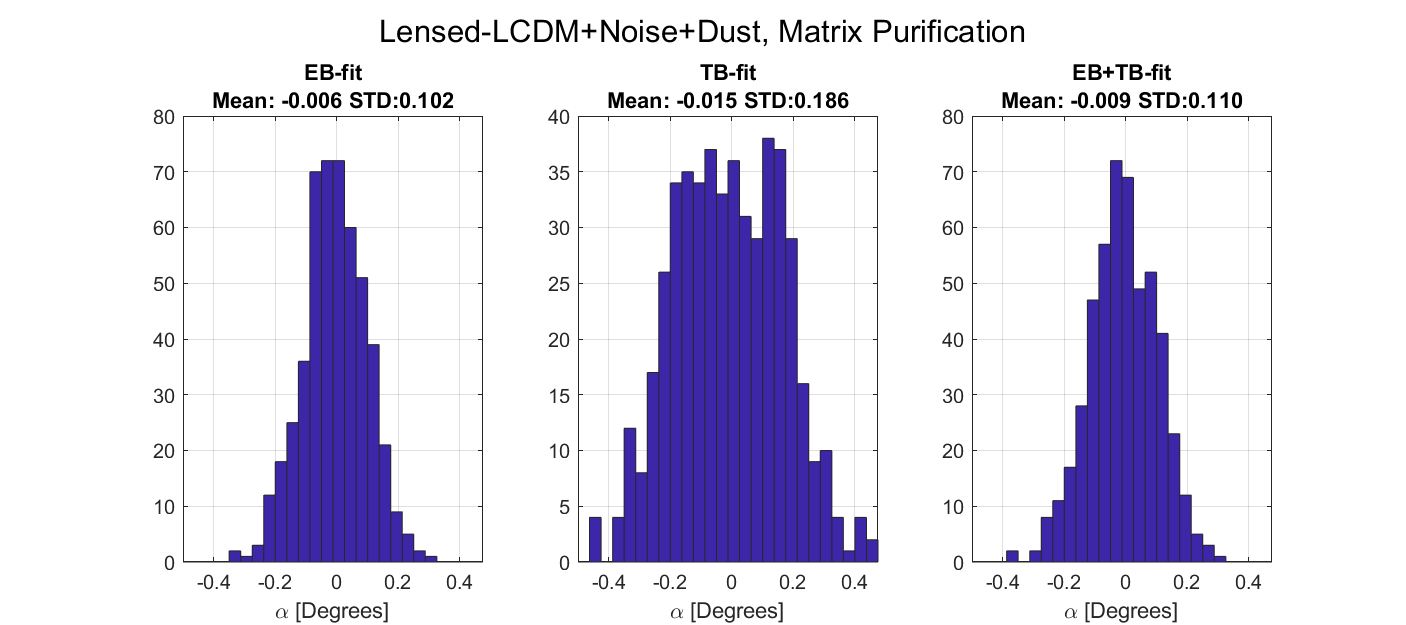 Lensed-LCDM+Noise+Dust, Matrix Purification
EB-fit
Mean: -0.006 STD:0.102
80
70
60
50
40
30
20
10
0
-0.4 -0.2 0 0.2 0.4
α [Degrees]
TB-fit
Mean: -0.015 STD:0.186
40
35
30
25
20
15
10
5
0
-0.4 -0.2 0 0.2 0.4
α [Degrees]
EB+TB-fit
Mean: -0.009 STD:0.110
80
70
60
50
40
30
20
10
0
-0.4 -0.2 0 0.2 0.4
α [Degrees]